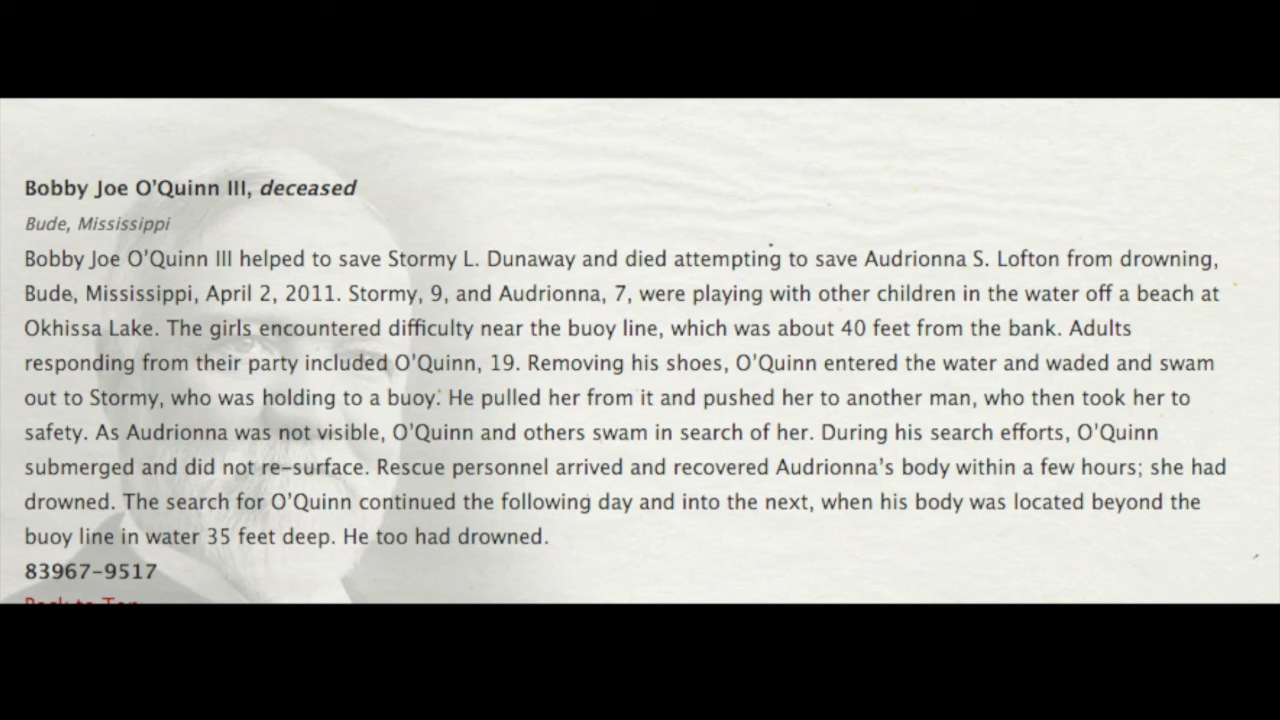 Bobby Joe O'Quinn III, deceased
Bude, Mississippi
Bobby Joe O'Quinn III helped to save Stormy L. Dunaway and died attempting to save Audrionna S. Lofton from drowning,
Bude, Mississippi, April 2, 2011. Stormy, 9, and Audrionna, 7, were playing with other children in the water off a beach at
Okhissa Lake. The girls encountered difficulty near the buoy line, which was about 40 feet from the bank. Adults
responding from their party included O'Quinn, 19. Removing his shoes, O'Quinn entered the water and waded and swam
out to Stormy, who was holding to a buoy. He pulled her from it and pushed her to another man, who then took her to
safety. As Audrionna was not visible, O'Quinn and others swam in search of her. During his search efforts, O'Quinn
submerged and did not re-surface. Rescue personnel arrived and recovered Audrionna's body within a few hours; she had
drowned. The search for O'Quinn continued the following day and into the next, when his body was located beyond the
buoy line in water 35 feet deep. He too had drowned.
83967-9517
Back to Top